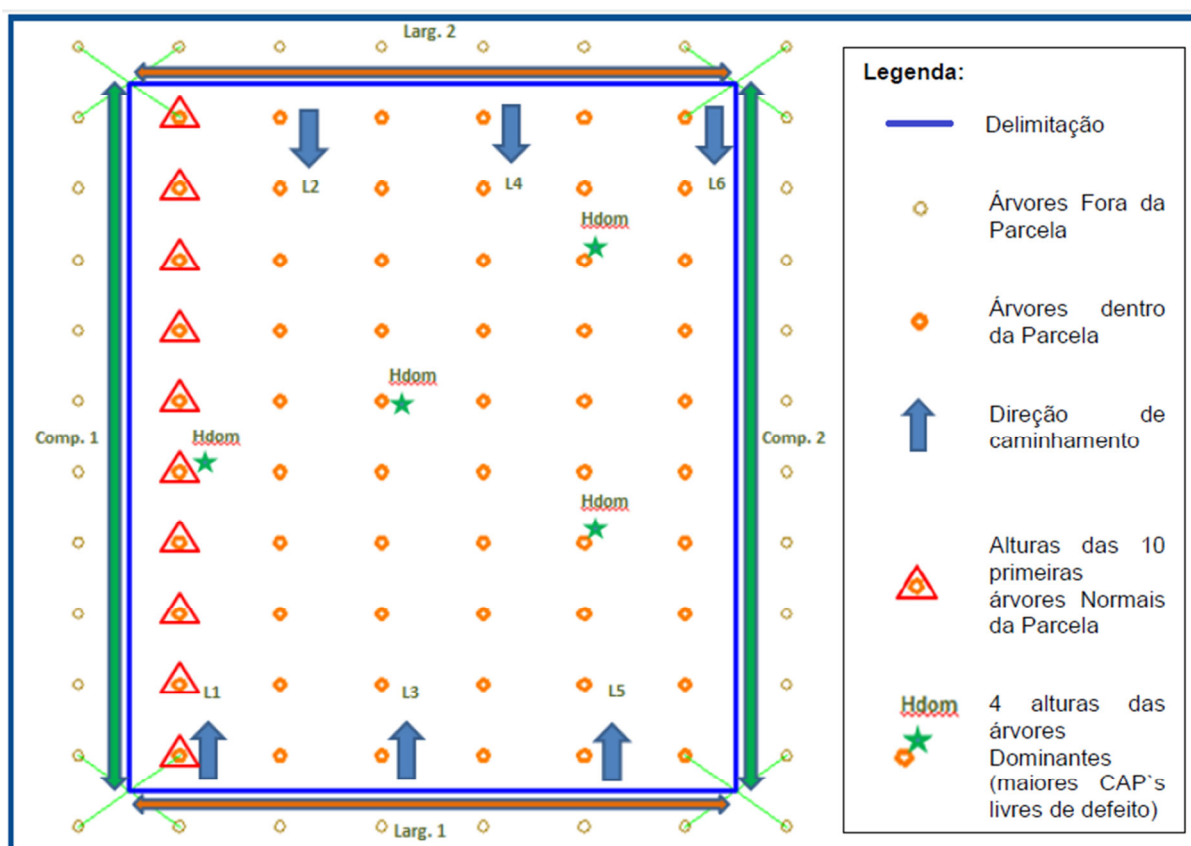 Larg. 2
L2
L4
L6
Hdom
Hdom
Comp. 1
Hdom
Comp. 2
Hdom
L1
L3
L5
Larg. 1
Legenda:
Delimitação
Árvores Fora da
Parcela
Árvores dentro
da Parcela
Direção de
caminhamento
Alturas das 10
primeiras
árvores Normais
da Parcela
Hdom
4 alturas das
árvores
Dominantes
(maiores CAP`s
livres de defeito)